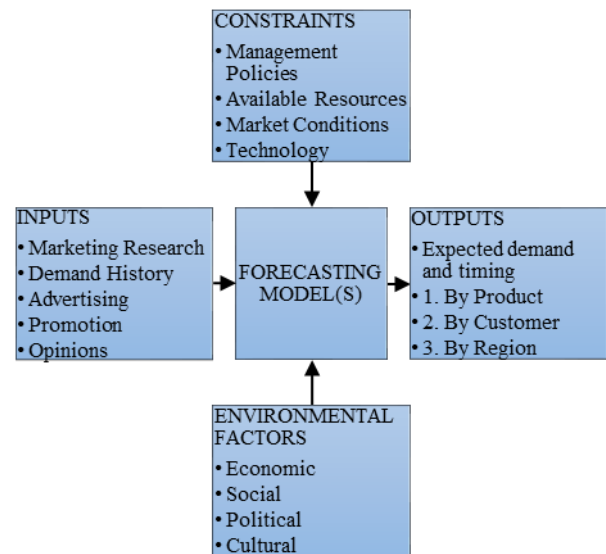 CONSTRAINTS
• Management
Policies
• Available Resources
• Market Conditions
• Technology
INPUTS
• Marketing Research
• Demand History
• Advertising
• Promotion
• Opinions
FORECASTING
MODEL(S)
OUTPUTS
• Expected demand
and timing
• 1. By Product
• 2. By Customer
• 3. By Region
ENVIRONMENTAL
FACTORS
• Economic
• Social
• Political
• Cultural